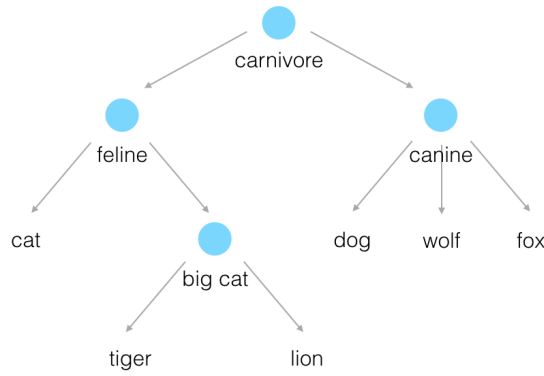 carnivore
feline
canine
cat
dog
wolf
fox
big cat
tiger
lion